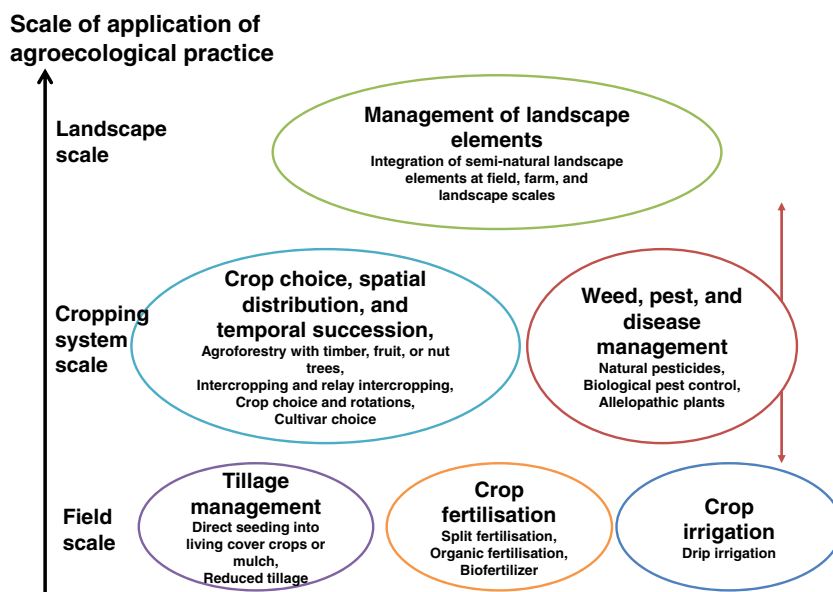 Scale of application of
agroecological practice
Landscape
scale
Management of landscape
elements
Integration of semi-natural landscape
elements at field, farm, and
landscape scales
Cropping
system
scale
Crop choice, spatial
distribution, and
temporal succession,
Agroforestry with timber, fruit, or nut
trees,
Intercropping and relay intercropping,
Crop choice and rotations,
Cultivar choice
Weed, pest, and
disease
management
Natural pesticides,
Biological pest control,
Allelopathic plants
Field
scale
Tillage
management
Direct seeding into
living cover crops or
mulch,
Reduced tillage
Crop
fertilisation
Split fertilisation,
Organic fertilisation,
Biofertilizer
Crop
irrigation
Drip irrigation